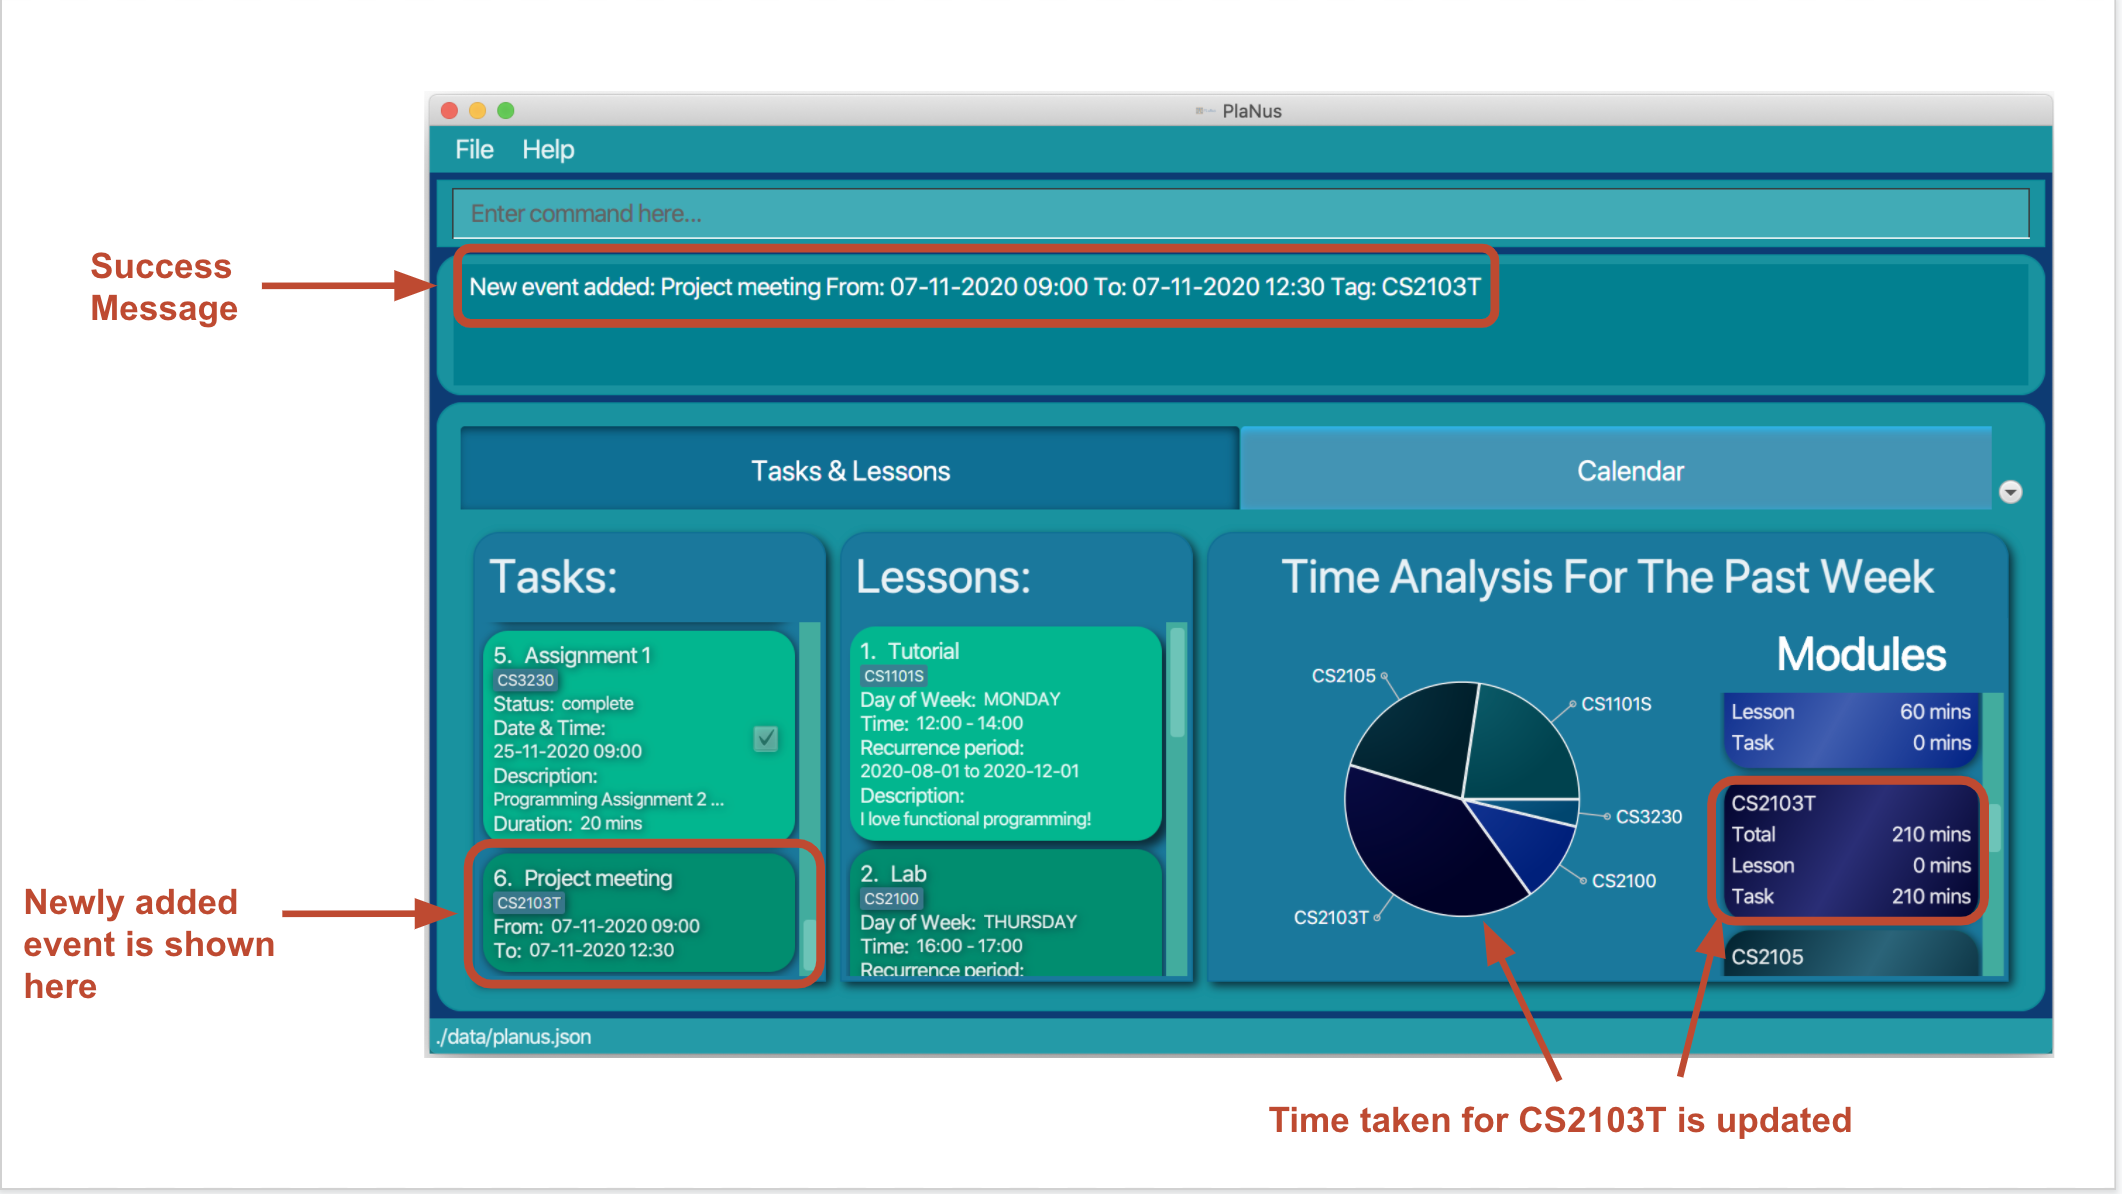 PlaNus
File Help
Enter command here...
Success
Message
New event added: Project meeting From: 07-11-2020 09:00 To: 07-11-2020 12:30 Tag: CS2103T
Tasks & Lessons
Calendar
Tasks:
5. Assignment 1
CS3230
Status: complete
Date & Time:
25-11-2020 09:00
Description:
Programming Assignment 2 ...
Duration: 20 mins
6. Project meeting
CS2103T
From: 07-11-2020 09:00
To: 07-11-2020 12:30
Newly added
event is shown
here
Lessons:
1. Tutorial
CS1101S
Day of Week: MONDAY
Time: 12:00 - 14:00
Recurrence period:
2020-08-01 to 2020-12-01
Description:
I love functional programming!
2. Lab
CS2100
Day of Week: THURSDAY
Time: 16:00 - 17:00
Recurrence period:
Time Analysis For The Past Week
CS2105
CS1101S
CS3230
CS2100
CS2103T
Modules
Lesson 60 mins
Task 0 mins
CS2103T
Total 210 mins
Lesson 0 mins
Task 210 mins
CS2105
./data/planus.json
Time taken for CS2103T is updated